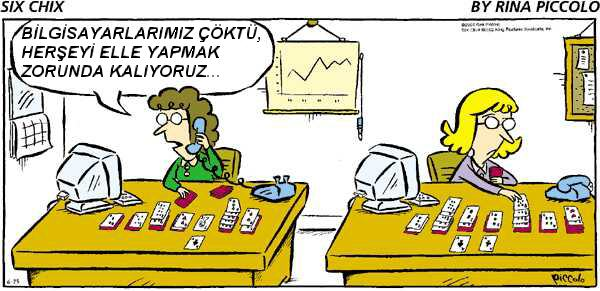 SIX CHIX
BY RINA PICCOLO
BİLGİSAYARLARIMIZ ÇÖKTÜ,
HERŞEYİ ELLE YAPMAK
ZORUNDA KALIYORUZ...
Piccolo